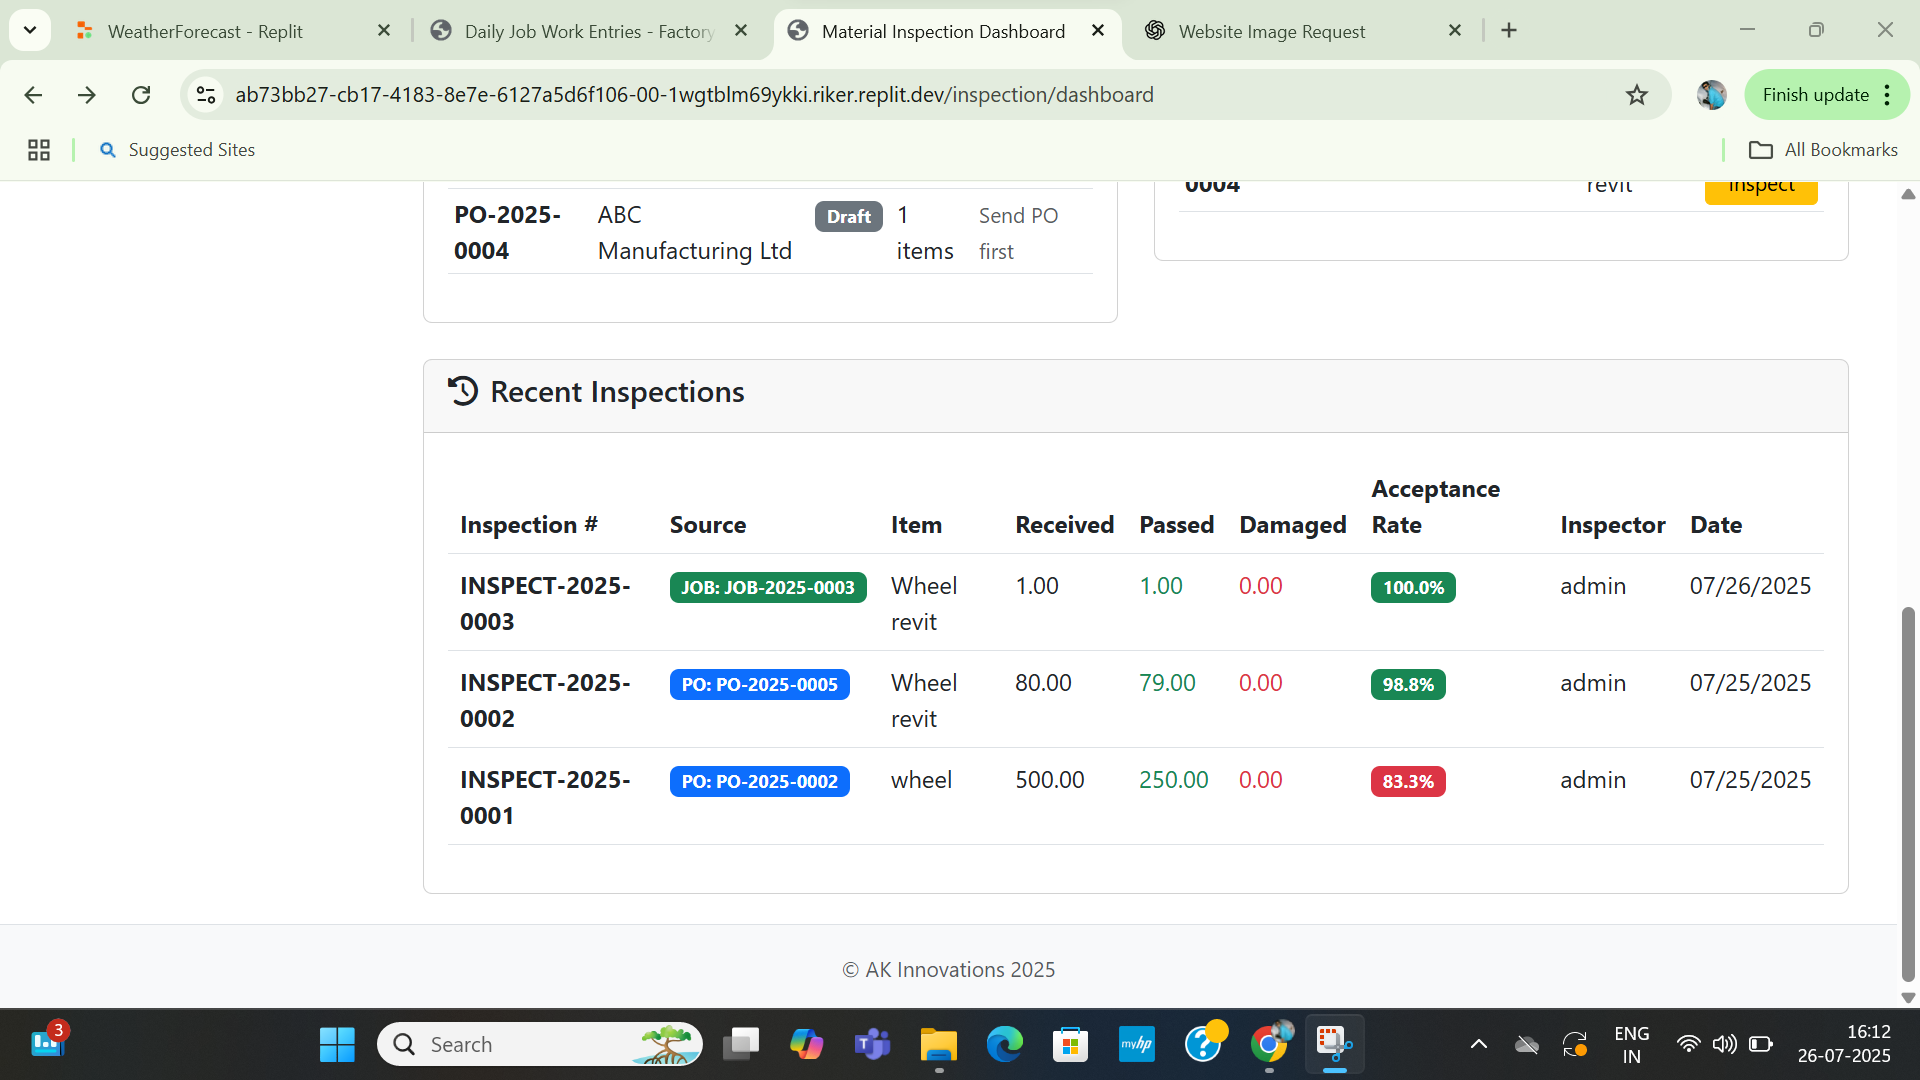 WeatherForecast - Replit
Daily Job Work Entries - Factory
Material Inspection Dashboard
Website Image Request
ab73bb27-cb17-4183-8e7e-6127a5d6f106-00-1wgtblm69ykki.riker.replit.dev/inspection/dashboard
Finish update
Suggested Sites
All Bookmarks
PO-2025-0004 ABC Manufacturing Ltd Draft 1 items Send PO first
0004 revit Inspect
Recent Inspections
Inspection # Source Item Received Passed Damaged Acceptance Rate Inspector Date
INSPECT-2025-0003 JOB: JOB-2025-0003 Wheel revit 1.00 1.00 0.00 100.0% admin 07/26/2025
INSPECT-2025-0002 PO: PO-2025-0005 Wheel revit 80.00 79.00 0.00 98.8% admin 07/25/2025
INSPECT-2025-0001 PO: PO-2025-0002 wheel 500.00 250.00 0.00 83.3% admin 07/25/2025
© AK Innovations 2025
3
Search
T
myhp
?
ENG
IN
16:12
26-07-2025